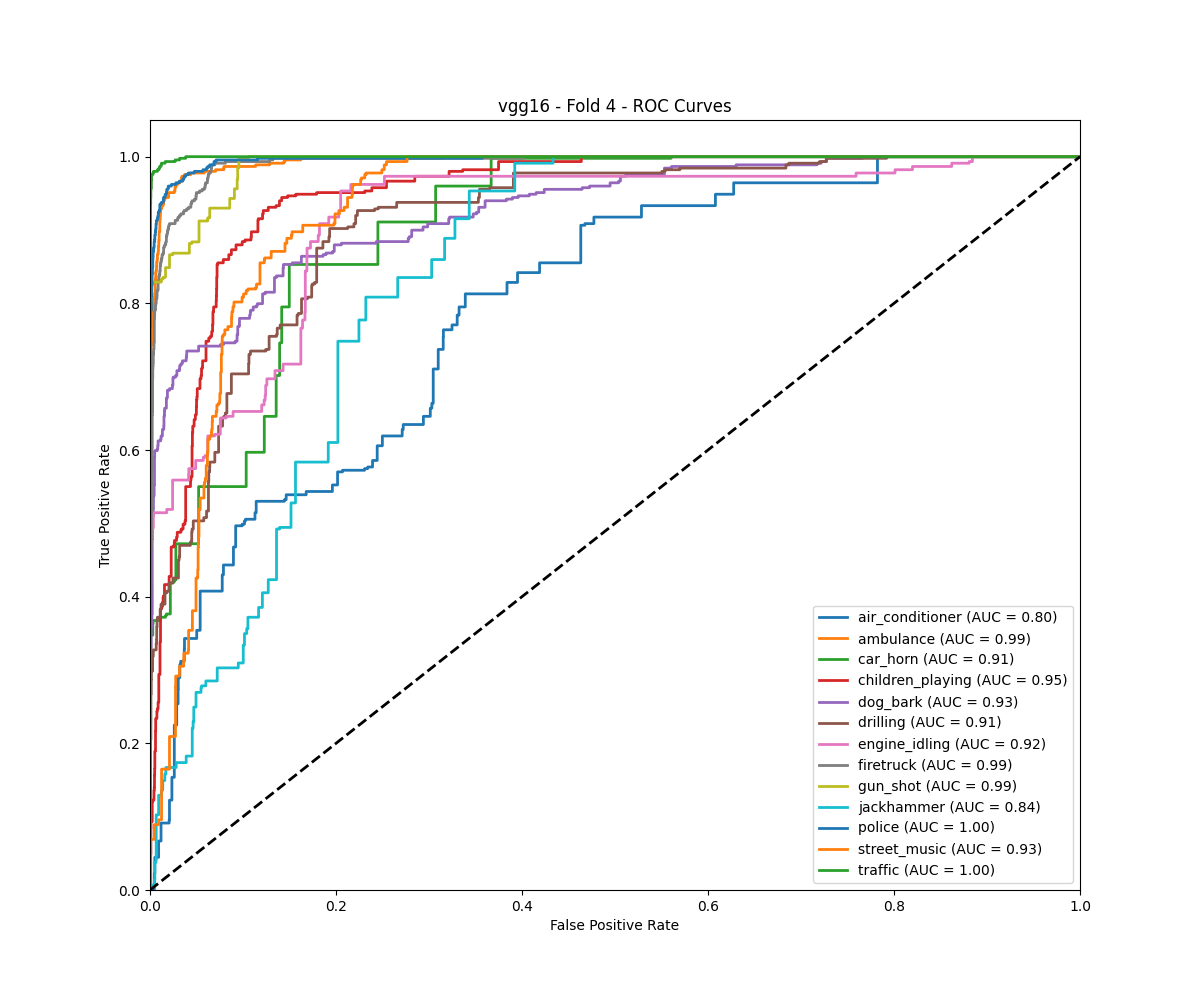 vgg16 - Fold 4 - ROC Curves
1.0
0.8
0.6
0.4
0.2
0.0
True Positive Rate
air_conditioner (AUC = 0.80)
ambulance (AUC = 0.99)
car_horn (AUC = 0.91)
children_playing (AUC = 0.95)
dog_bark (AUC = 0.93)
drilling (AUC = 0.91)
engine_idling (AUC = 0.92)
firetruck (AUC = 0.99)
gun_shot (AUC = 0.99)
jackhammer (AUC = 0.84)
police (AUC = 1.00)
street_music (AUC = 0.93)
traffic (AUC = 1.00)
0.0 0.2 0.4 0.6 0.8 1.0
False Positive Rate